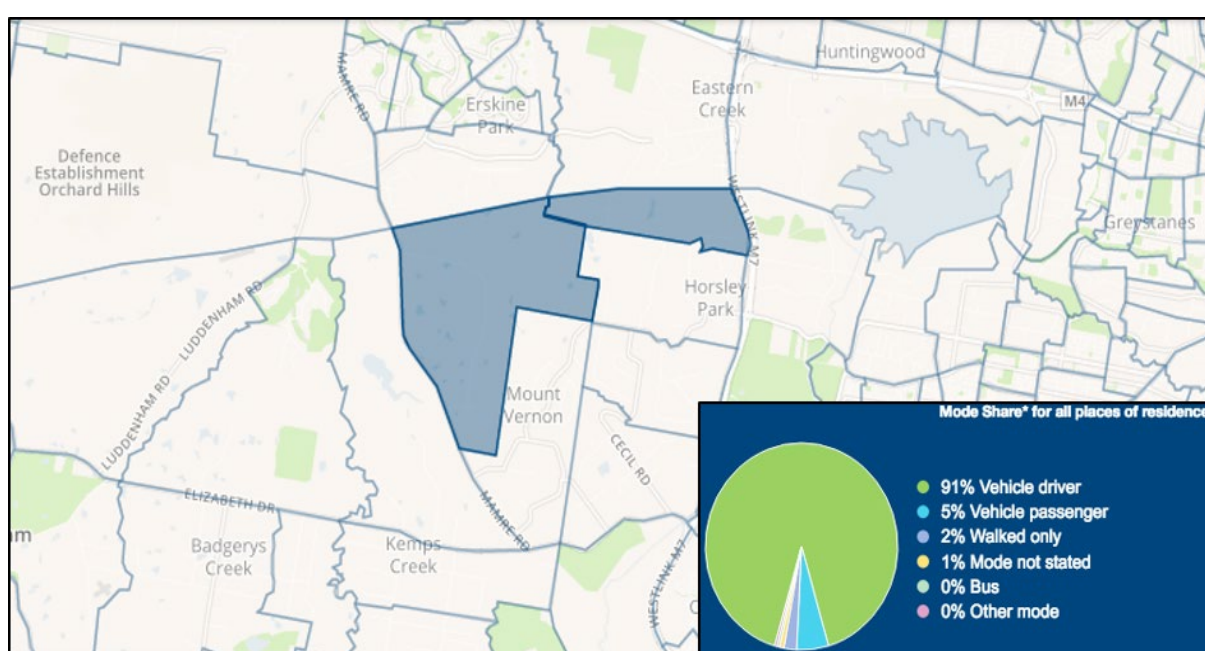 Huntingwood
Eastern
Creek
M4
MAMRE RD
Erskine
Park
Defence
Establishment
Orchard Hills
WESTLINK M7
Greystanes
Horsley
Park
LUDDENHAM RD
LUDDENHAM RD
Mount
Vernon
CECIL RD
ELIZABETH DR
MAMRE RD
Badgerys
Creek
Kemps
Creek
WESTLINK M7
Mode Share* for all places of residence
91% Vehicle driver
5% Vehicle passenger
2% Walked only
1% Mode not stated
0% Bus
0% Other mode